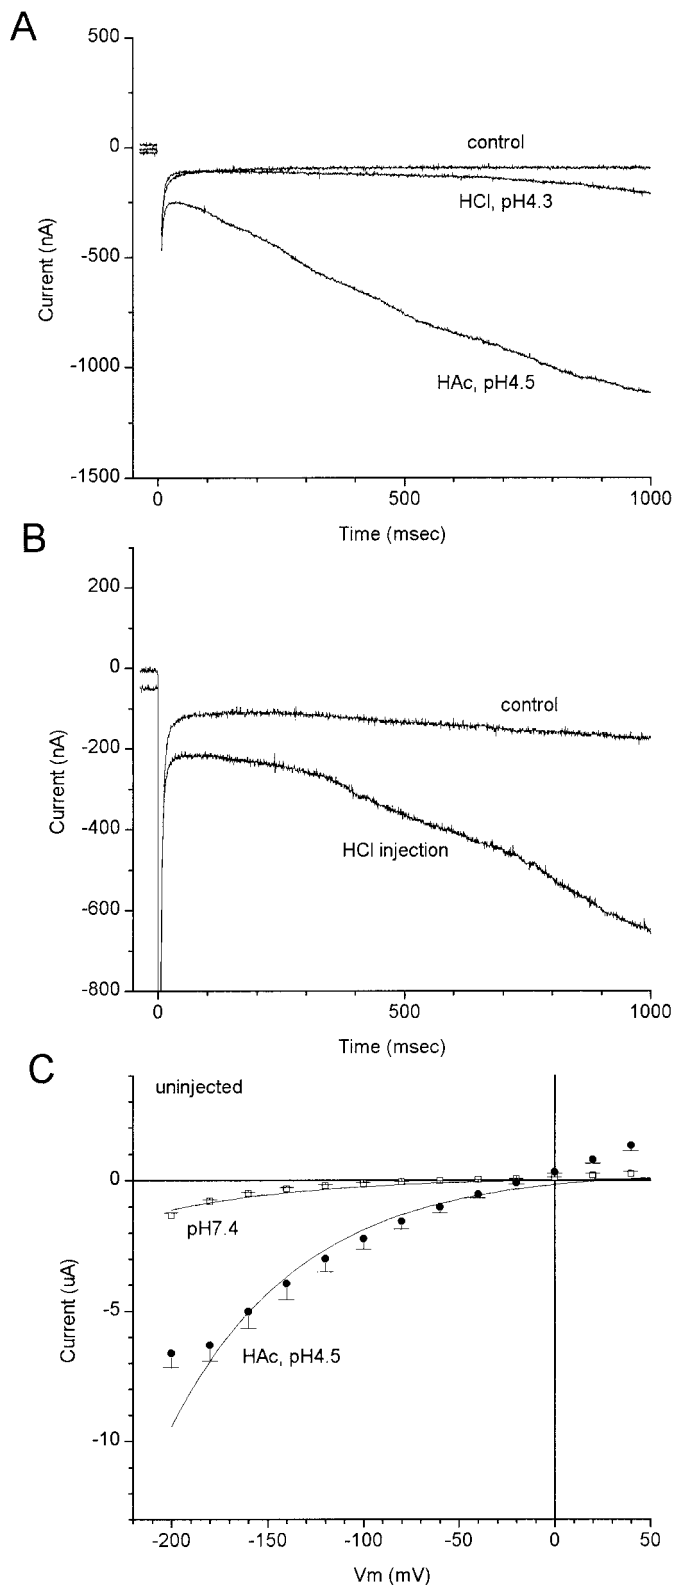 A
500
0
-500
-1000
-1500
Current (nA)
control
HCl, pH4.3
HAc, pH4.5
0
500
1000
Time (msec)
B
200
0
-200
-400
-600
-800
Current (nA)
control
HCl injection
0
500
1000
Time (msec)
C
uninjected
0
-5
-10
Current (uA)
pH7.4
HAc, pH4.5
-200
-150
-100
-50
0
50
Vm (mV)